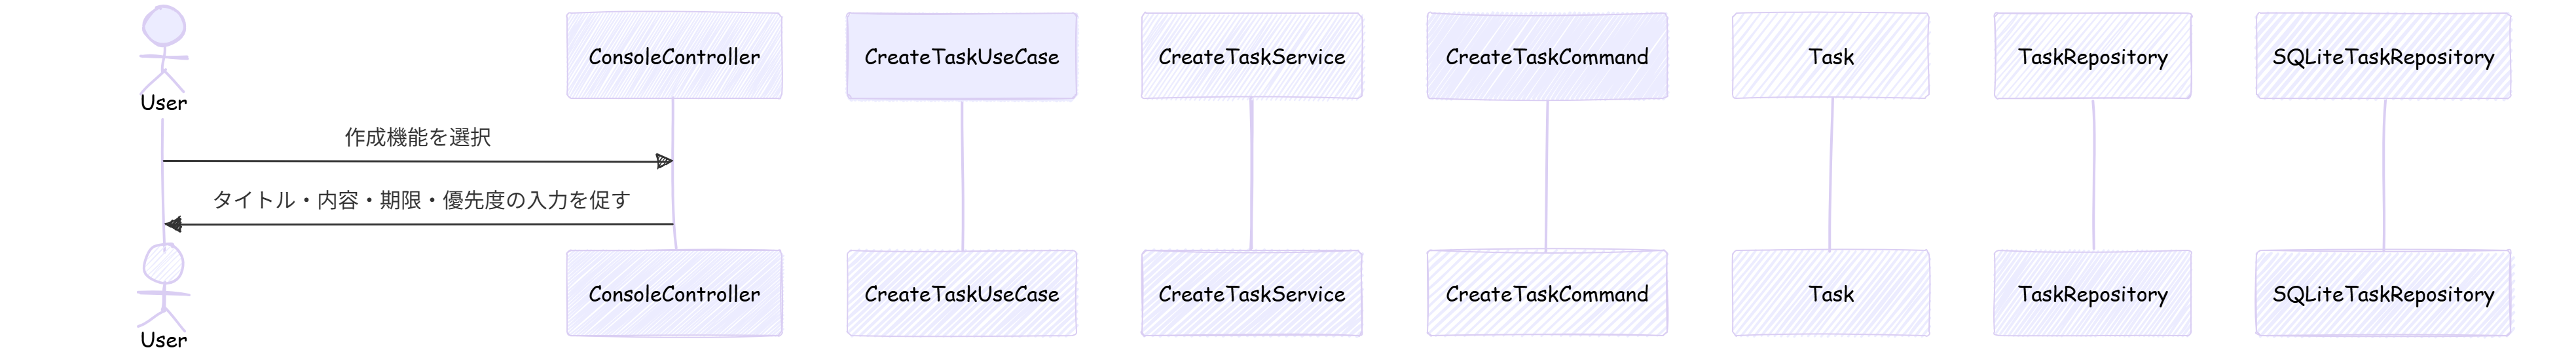 ConsoleController
CreateTaskUseCase
CreateTaskService
CreateTaskCommand
Task
TaskRepository
SQLiteTaskRepository
User
作成機能を選択
タイトル・内容・期限・優先度の入力を促す
ConsoleController
CreateTaskUseCase
CreateTaskService
CreateTaskCommand
Task
TaskRepository
SQLiteTaskRepository
User